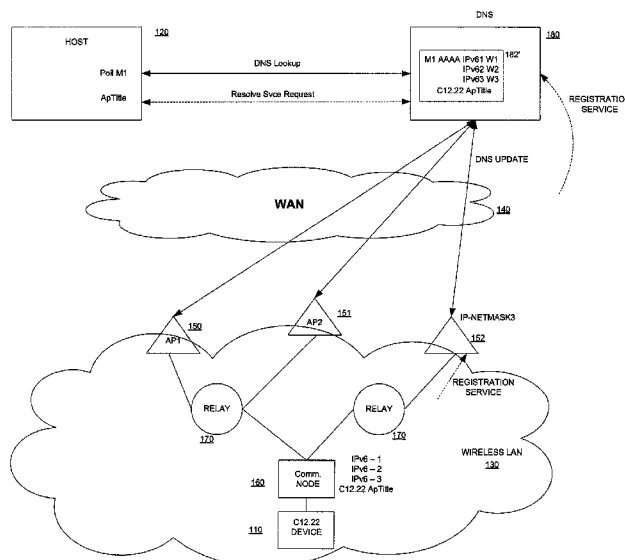 DNS
120
180
HOST
DNS Lookup
Poll M1
M1 AAAA IPv61 W1
182'
IPv62 W2
IPv63 W3
C12.22 ApTitle
ApTitle
Resolve Svce Request
REGISTRATIO
SERVICE
DNS UPDATE
WAN
140
150
AP1
151
AP2
IP-NETMASK3
152
RELAY
RELAY
REGISTRATION
SERVICE
170
170
WIRELESS LAN
130
160
Comm.
NODE
IPv6 – 1
IPv6 – 2
IPv6 – 3
C12.22 ApTitle
110
C12.22
DEVICE